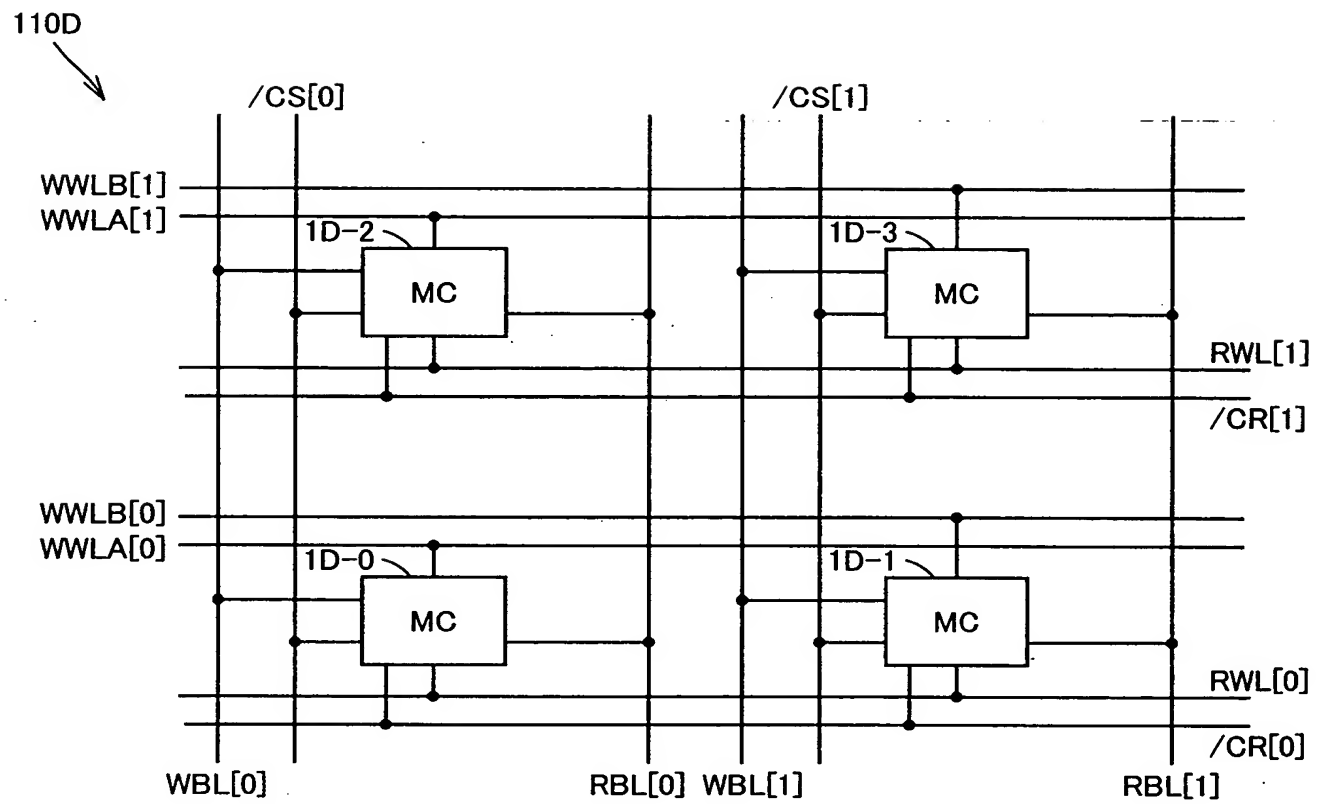 110D
/CS[0] /CS[1]
WWLB[1]
WWLA[1]
1D-2 1D-3
MC MC
RWL[1]
/CR[1]
WWLB[0]
WWLA[0]
1D-0 1D-1
MC MC
RWL[0]
/CR[0]
WBL[0] RBL[0] WBL[1] RBL[1]